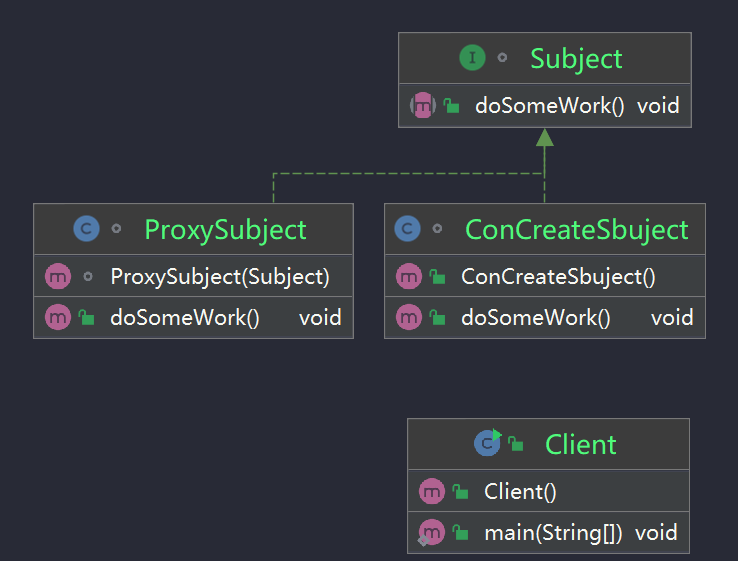 Subject
doSomeWork() void
ProxySubject
ProxySubject(Subject)
doSomeWork() void
ConCreateSbuject
ConCreateSbuject()
doSomeWork() void
Client
Client()
main(String[]) void